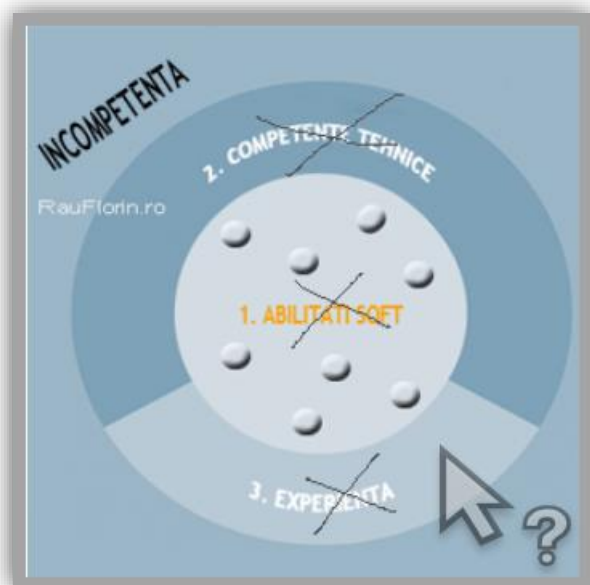 INCOMPETENTA
2. COMPETENTE TEHNICE
RauFlorin.ro
1. ABILITATI SOFT
3. EXPERIENTA
?